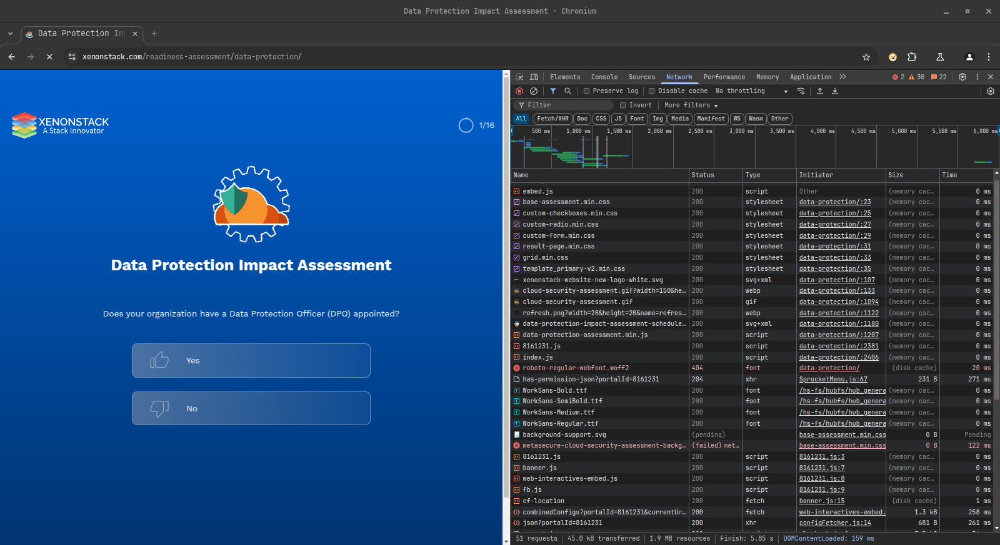 Data Protection Impact Assessment - Chromium
Data Protection Im
xenonstack.com/readiness-assessment/data-protection/
XENONSTACK
A Stack Innovator
1/16
Data Protection Impact Assessment
Does your organization have a Data Protection Officer (DPO) appointed?
Yes
No
Elements Console Sources Network Performance Memory Application 2 30 22
Preserve log Disable cache No throttling
Filter Invert More filters
All Fetch/XHR Doc CSS JS Font Img Media Manifest WS Wasm Other
500 ms 1,000 ms 1,500 ms 2,000 ms 2,500 ms 3,000 ms 3,500 ms 4,000 ms 4,500 ms 5,000 ms 5,500 ms 6,000 ms
Name Status Type Initiator Size Time
embed.js 200 script Other (memory cac… 0 ms
base-assessment.min.css 200 stylesheet data-protection/:23 (memory cac… 0 ms
custom-checkboxes.min.css 200 stylesheet data-protection/:25 (memory cac… 0 ms
custom-radio.min.css 200 stylesheet data-protection/:27 (memory cac… 0 ms
custom-form.min.css 200 stylesheet data-protection/:29 (memory cac… 0 ms
result-page.min.css 200 stylesheet data-protection/:31 (memory cac… 0 ms
grid.min.css 200 stylesheet data-protection/:33 (memory cac… 0 ms
template_primary-v2.min.css 200 stylesheet data-protection/:35 (memory cac… 0 ms
xenonstack-website-new-logo-white.svg 200 svg+xml data-protection/:107 (memory cac… 0 ms
cloud-security-assessment.gif?width=150&he… 200 webp data-protection/:133 (memory cac… 0 ms
cloud-security-assessment.gif 200 gif data-protection/:1094 (memory cac… 0 ms
refresh.png?width=20&height=20&name=refres… 200 webp data-protection/:1122 (memory cac… 0 ms
data-protection-impact-assessment-schedule… 200 svg+xml data-protection/:1180 (memory cac… 0 ms
data-protection-assessment.min.js 200 script data-protection/:1207 (memory cac… 0 ms
8161231.js 200 script data-protection/:2381 (memory cac… 0 ms
index.js 200 script data-protection/:2406 (memory cac… 0 ms
roboto-regular-webfont.woff2 404 font data-protection/ (disk cache) 20 ms
has-permission-json?portalId=8161231 204 xhr SprocketMenu.js:67 231 B 271 ms
WorkSans-Bold.ttf 200 font /hs-fs/hubfs/hub_genera (memory cac… 0 ms
WorkSans-SemiBold.ttf 200 font /hs-fs/hubfs/hub_genera (memory cac… 0 ms
WorkSans-Medium.ttf 200 font /hs-fs/hubfs/hub_genera (memory cac… 0 ms
WorkSans-Regular.ttf 200 font /hs-fs/hubfs/hub_genera (memory cac… 0 ms
background-support.svg (pending) base-assessment.min.css 0 B Pending
metasecure-cloud-security-assessment-backg… (failed) net… base-assessment.min.css 0 B 122 ms
8161231.js 200 script 8161231.js:3 (memory cac… 0 ms
banner.js 200 script 8161231.js:7 (memory cac… 0 ms
web-interactives-embed.js 200 script 8161231.js:8 (memory cac… 0 ms
fb.js 200 script 8161231.js:9 (memory cac… 0 ms
cf-location 200 fetch banner.js:15 (disk cache) 1 ms
combinedConfigs?portalId=8161231&currentUr… 200 fetch web-interactives-embed. 1.3 kB 258 ms
json?portalId=8161231 200 xhr configFetcher.js:14 681 B 261 ms
51 requests 45.0 kB transferred 1.9 MB resources Finish: 5.85 s DOMContentLoaded: 159 ms